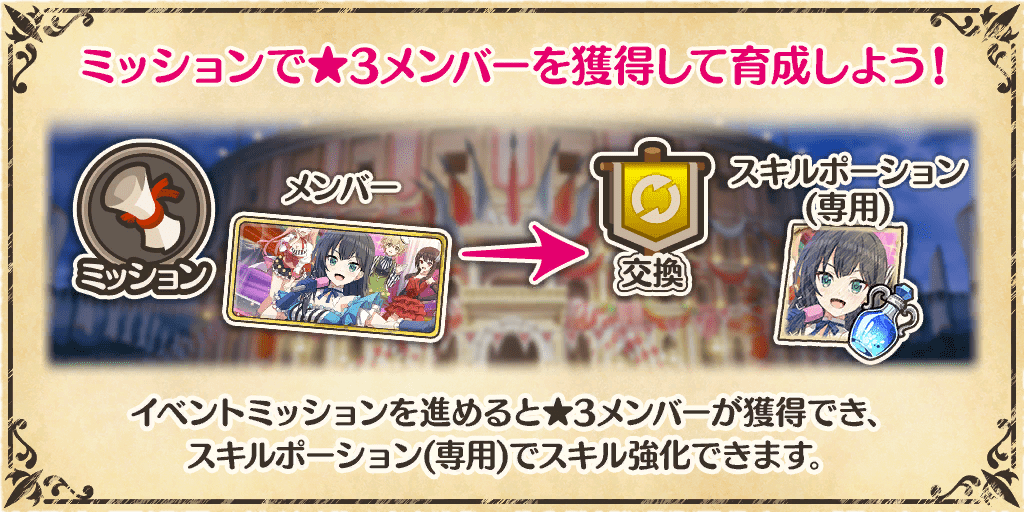 ミッションで★3メンバーを獲得して育成しよう!
ミッション
メンバー
交換
スキルポーション
(専用)
イベントミッションを進めると★3メンバーが獲得でき、
スキルポーション(専用)でスキル強化できます。